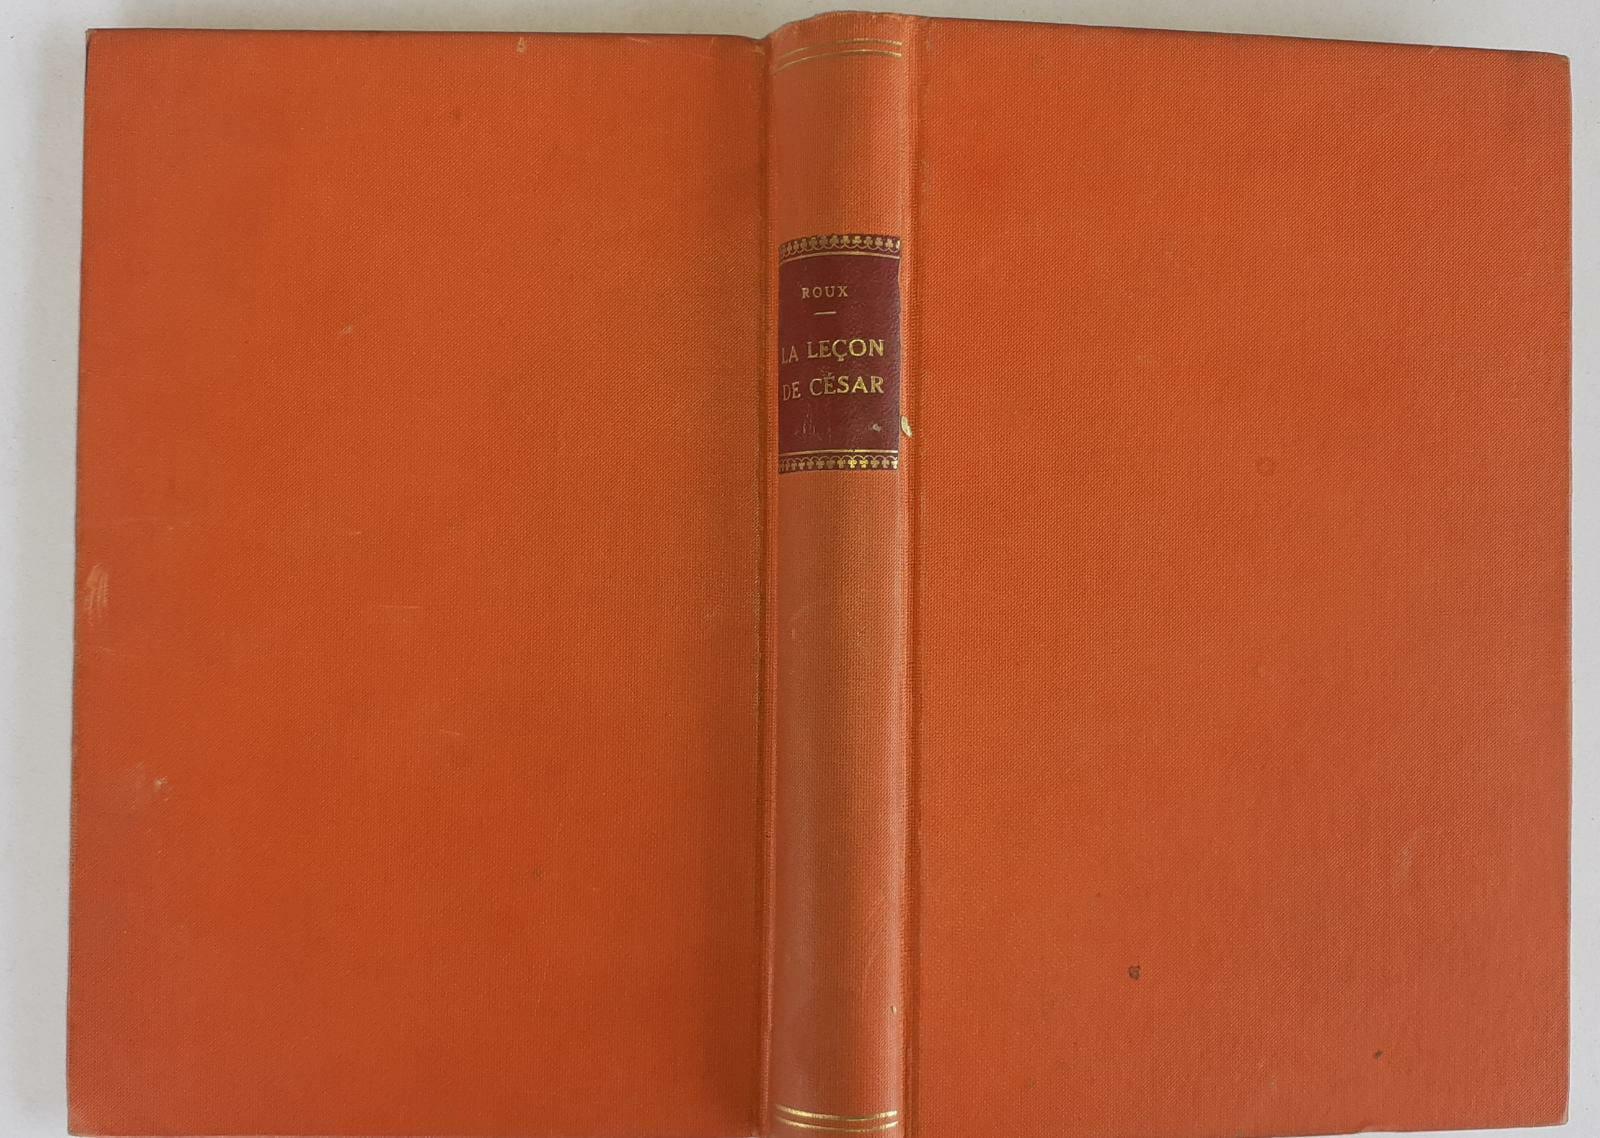 ROUX
LA LEÇON
DE CÉSAR